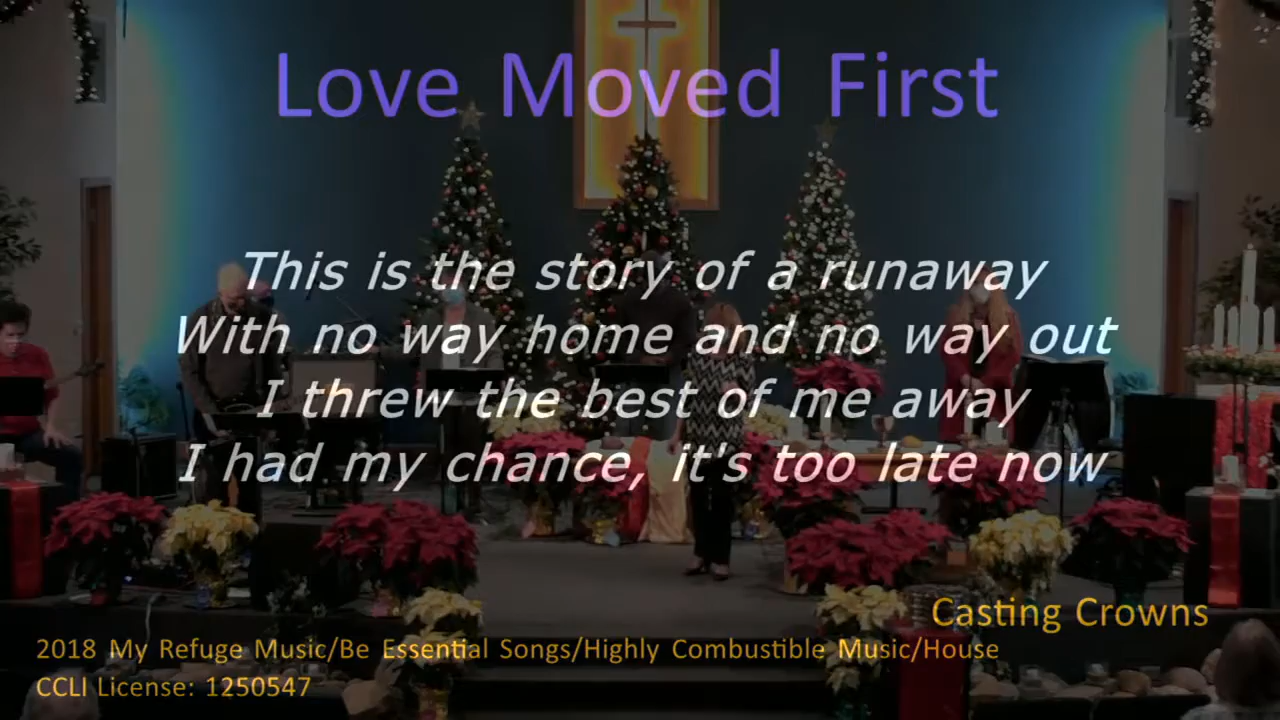 Love Moved First
This is the story of a runaway
With no way home and no way out
I threw the best of me away
I had my chance, it's too late now
Casting Crowns
2018 My Refuge Music/Be Essential Songs/Highly Combustible Music/House
CCLI License: 1250547